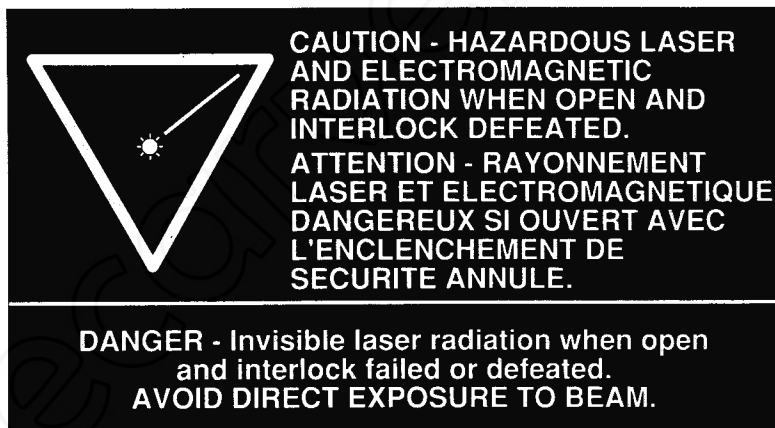 CAUTION - HAZARDOUS LASER
AND ELECTROMAGNETIC
RADIATION WHEN OPEN AND
INTERLOCK DEFEATED.
ATTENTION - RAYONNEMENT
LASER ET ELECTROMAGNETIQUE
DANGEREUX SI OUVERT AVEC
L'ENCLENCHEMENT DE
SECURITE ANNULE.
DANGER - Invisible laser radiation when open
and interlock failed or defeated.
AVOID DIRECT EXPOSURE TO BEAM.